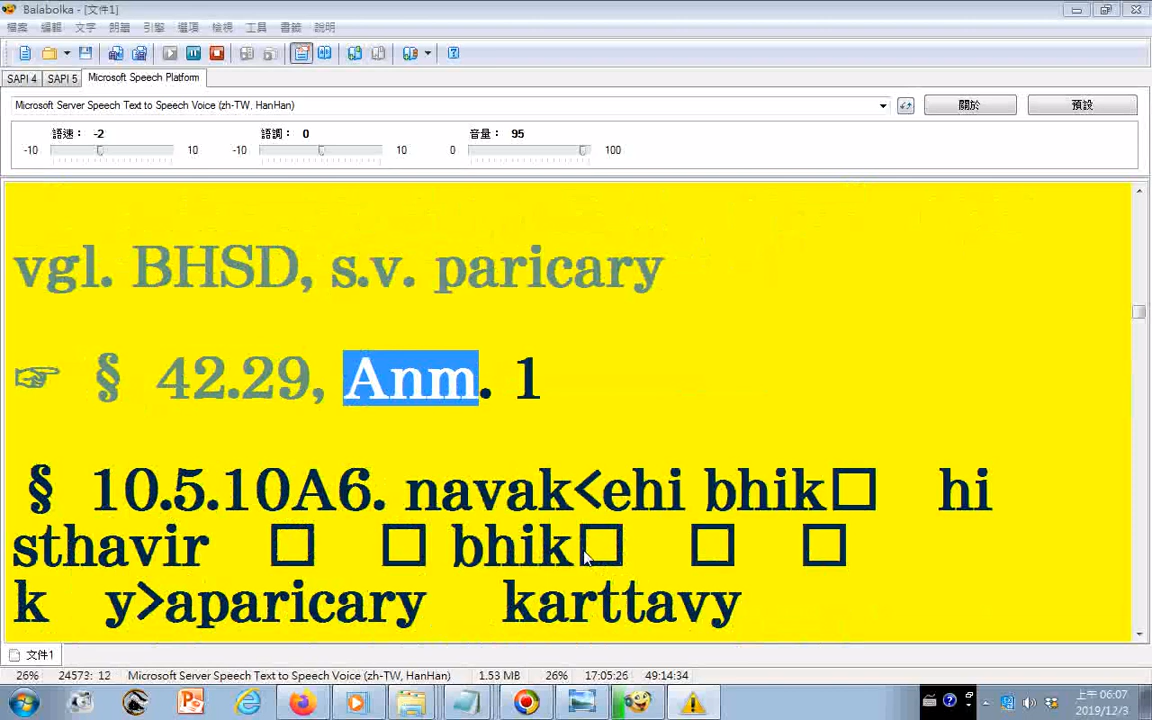 Balabolka - [文件1]
檔案 編輯 文字 朗筆 引擎 選項 檢視 工具 書籤 說明
SAPI 4 SAPI 5 Microsoft Speech Platform
Microsoft Server Speech Text to Speech Voice (zh-TW, HanHan) 關於 預設
語速： -2 語調： 0 音量： 95
-10 10 -10 10 0 100
vgl. BHSD, s.v. paricary
☞ § 42.29, Anm. 1
§ 10.5.10A6. navak<ehi bhik□ hi
sthavir □ □ bhik□ □ □
k y>aparicary karttavy
文件1
26% 24573: 12 Microsoft Server Speech Text to Speech Voice (zh-TW, HanHan) 1.53 MB 26% 17:05:26 49:14:34
上午 06:07
2019/12/3